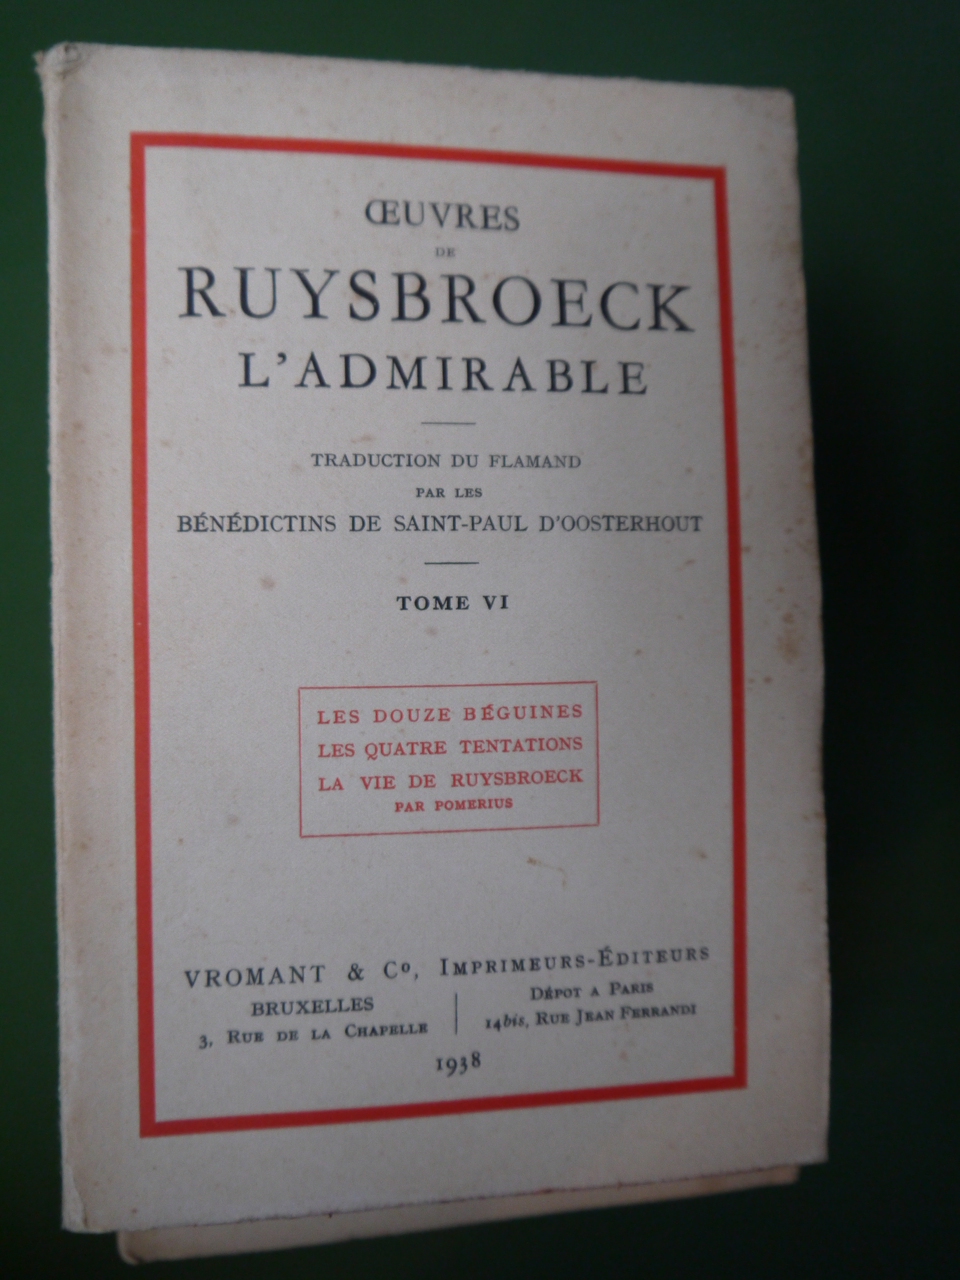 ŒUVRES
DE
RUYSBROECK
L'ADMIRABLE
TRADUCTION DU FLAMAND
PAR LES
BÉNÉDICTINS DE SAINT-PAUL D'OOSTERHOUT
TOME VI
LES DOUZE BÉGUINES
LES QUATRE TENTATIONS
LA VIE DE RUYSBROECK
PAR POMERIUS
VROMANT & Cº, IMPRIMEURS-ÉDITEURS
BRUXELLES
3, RUE DE LA CHAPELLE
DÉPOT A PARIS
14bis, RUE JEAN FERRANDI
1938